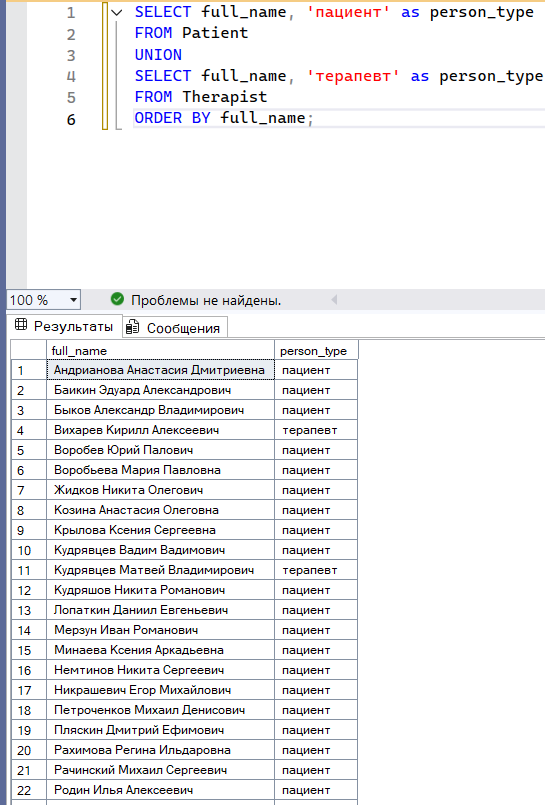 1 SELECT full_name, 'пациент' as person_type
2 FROM Patient
3 UNION
4 SELECT full_name, 'терапевт' as person_type
5 FROM Therapist
6 ORDER BY full_name;
100 % Проблемы не найдены.
Результаты Сообщения
full_name person_type
1 Андрианова Анастасия Дмитриевна пациент
2 Баикин Эдуард Александрович пациент
3 Быков Александр Владимирович пациент
4 Вихарев Кирилл Алексеевич терапевт
5 Воробев Юрий Палович пациент
6 Воробьева Мария Павловна пациент
7 Жидков Никита Олегович пациент
8 Козина Анастасия Олеговна пациент
9 Крылова Ксения Сергеевна пациент
10 Кудрявцев Вадим Вадимович пациент
11 Кудрявцев Матвей Владимирович терапевт
12 Кудряшов Никита Романович пациент
13 Лопаткин Даниил Евгеньевич пациент
14 Мерзун Иван Романович пациент
15 Минаева Ксения Аркадьевна пациент
16 Немтинов Никита Сергеевич пациент
17 Никрашевич Егор Михайлович пациент
18 Петроченков Михаил Денисович пациент
19 Пляскин Дмитрий Ефимович пациент
20 Рахимова Регина Ильдаровна пациент
21 Рачинский Михаил Сергеевич пациент
22 Родин Илья Алексеевич пациент